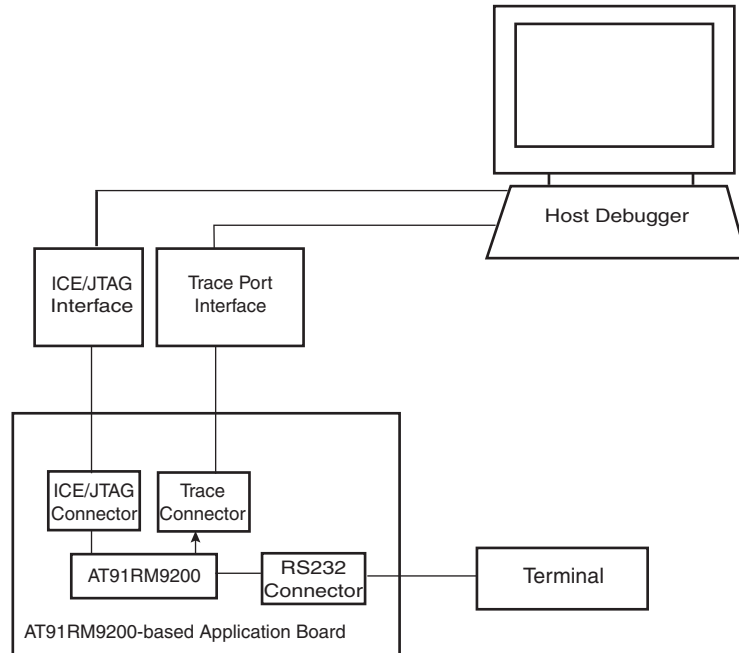 Host Debugger
ICE/JTAG
Interface
Trace Port
Interface
ICE/JTAG
Connector
Trace
Connector
AT91RM9200
RS232
Connector
Terminal
AT91RM9200-based Application Board